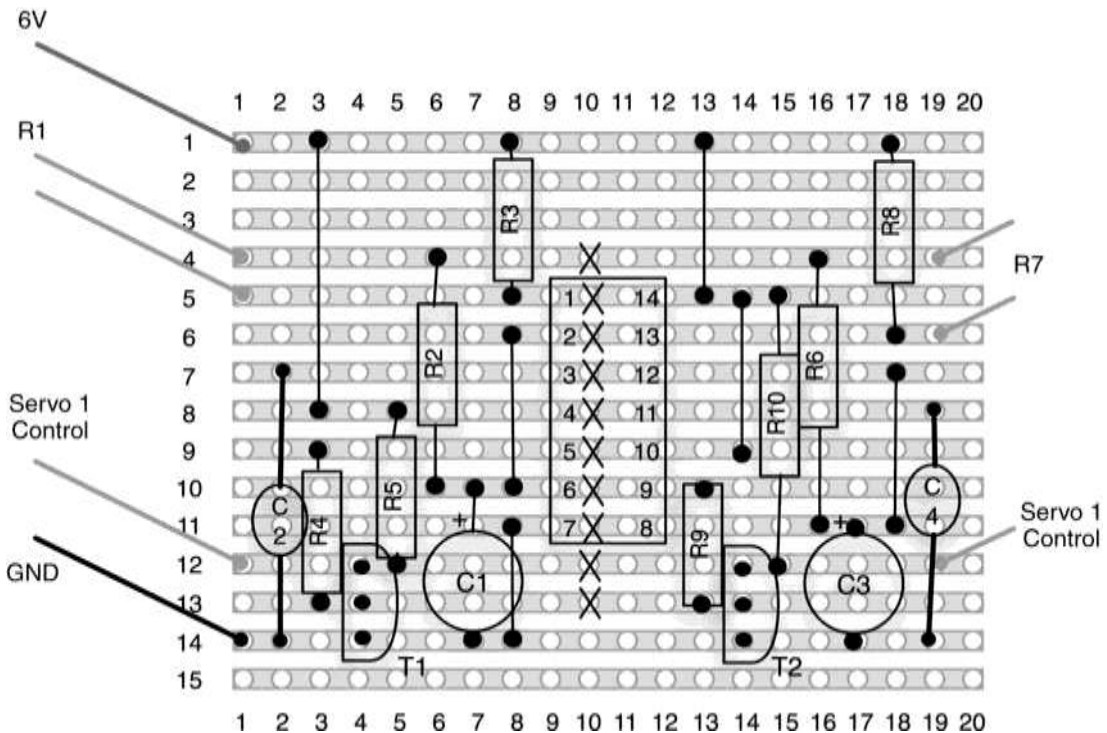 6V
1 2 3 4 5 6 7 8 9 10 11 12 13 14 15 16 17 18 19 20
R1
1
2
3
R3
R8
4
R7
5
1 14
6
2 13
R2
R6
7
3 12
Servo 1
Control
8
4 11
R10
9
5 10
10
6 9
C
2
R4
R5
+
C
4
11
7 8
R9
+
Servo 1
Control
GND
12
C1
C3
13
14
T1
T2
15
1 2 3 4 5 6 7 8 9 10 11 12 13 14 15 16 17 18 19 20